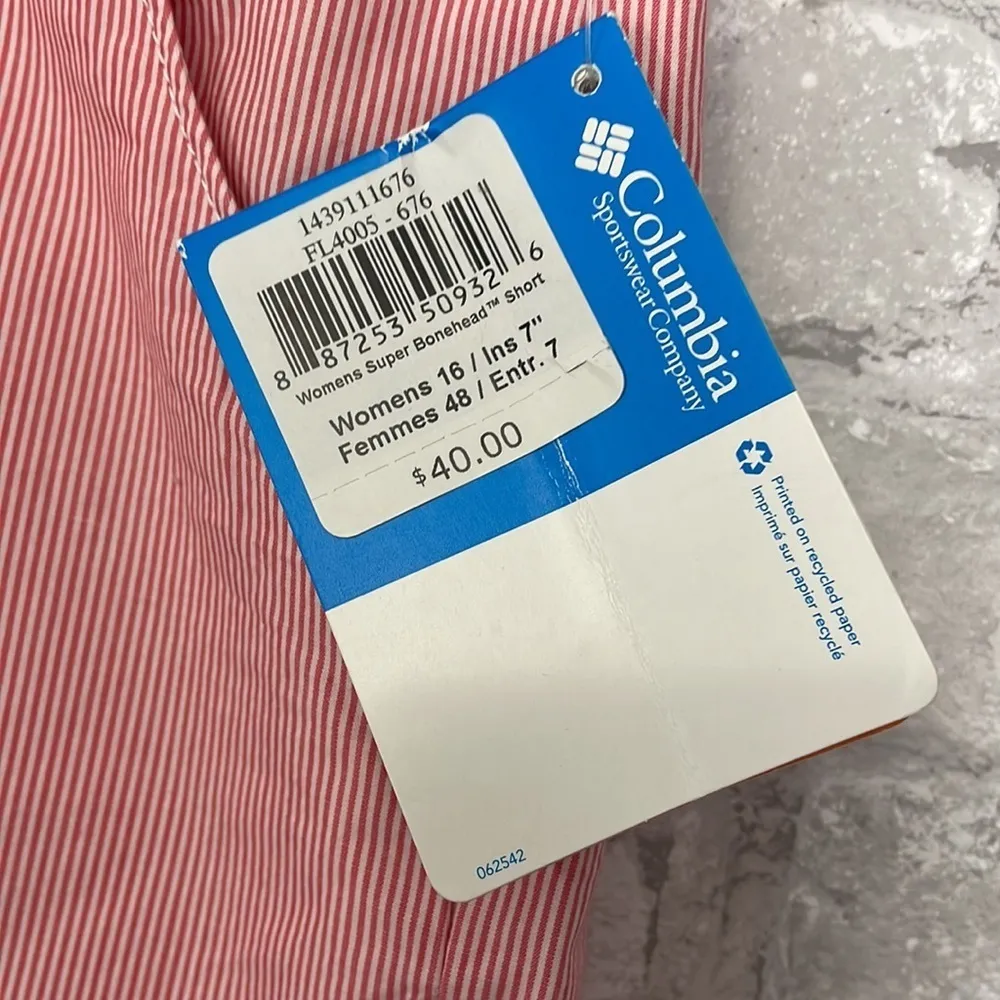 1439111676
FL4005 - 676
8 87253 50932 6
Womens Super Bonehead™ Short
Womens 16 / Ins 7"
Femmes 48 / Entr. 7
$40.00
Columbia
Sportswear Company
Printed on recycled paper
Imprimé sur papier recyclé
062542